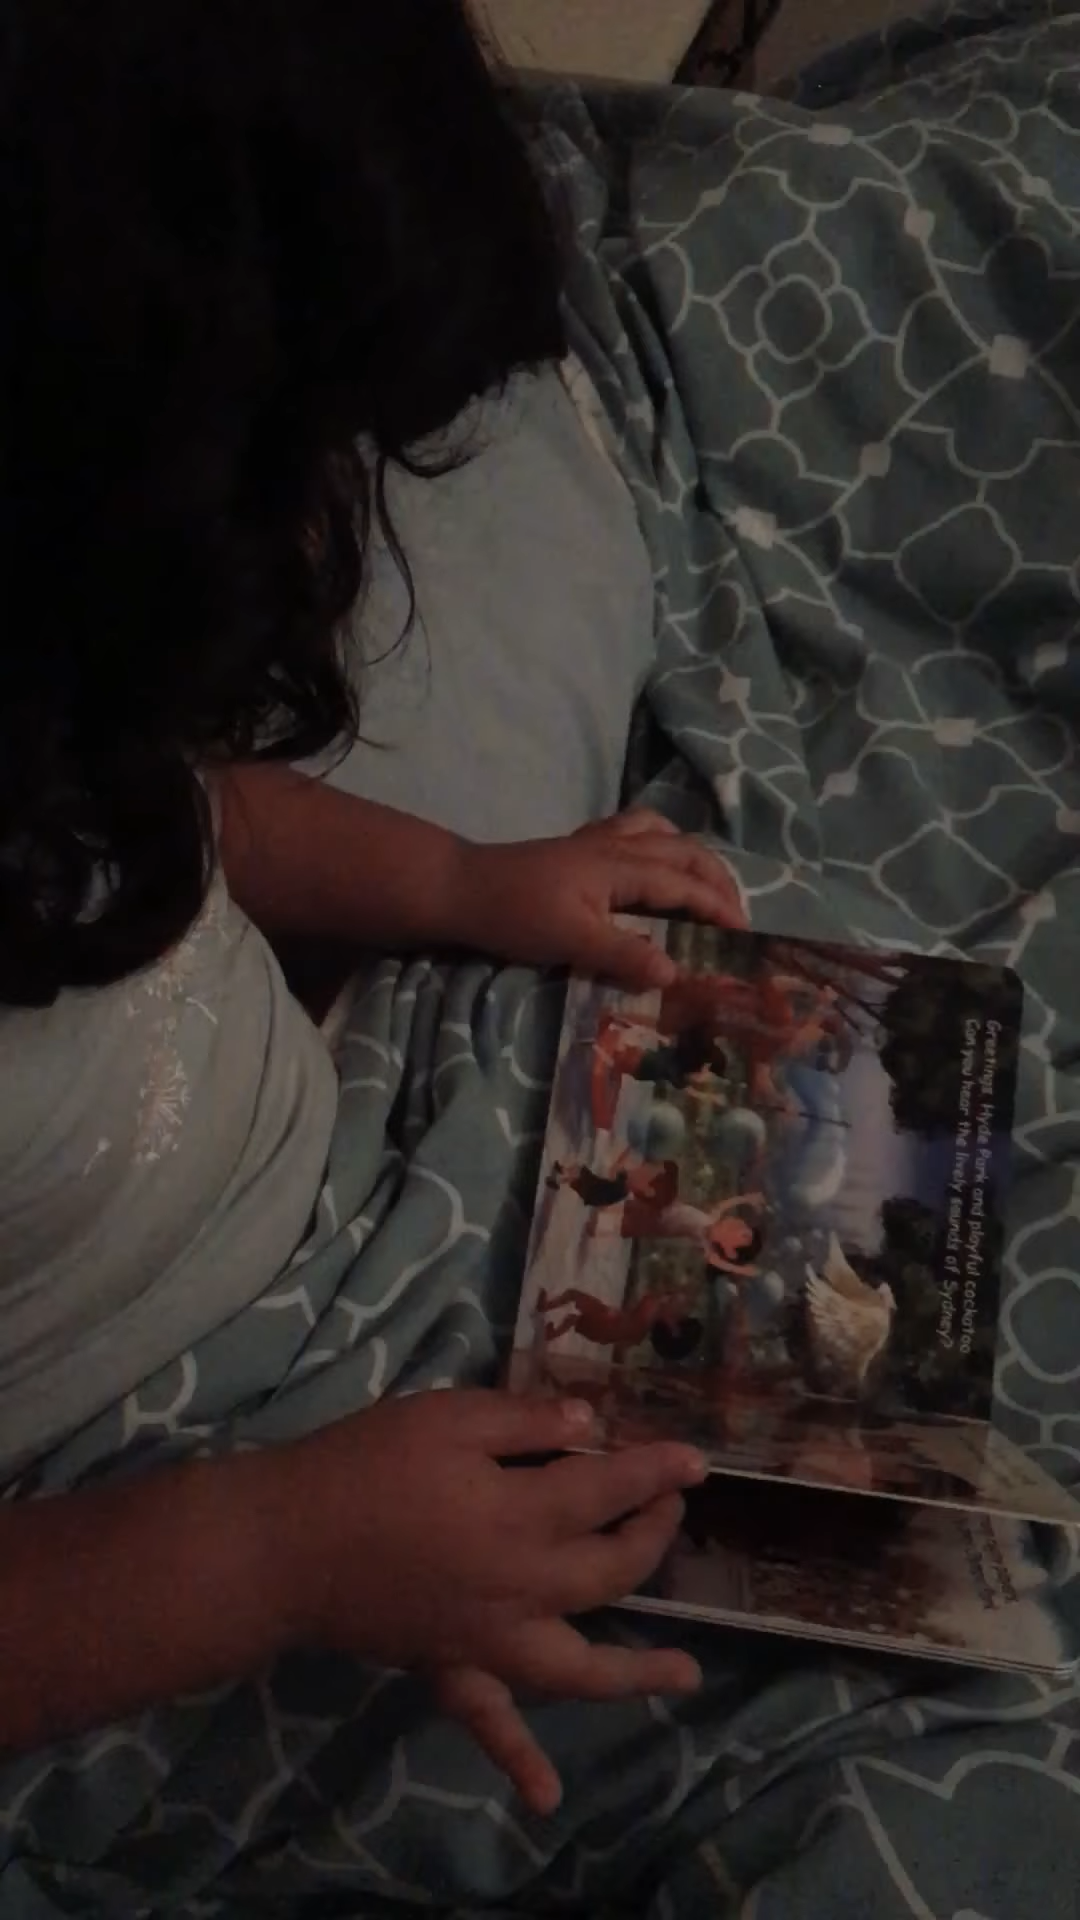 Greetings, Hyde Park and playful cockatoo
Can you hear the lively sounds of Sydney?